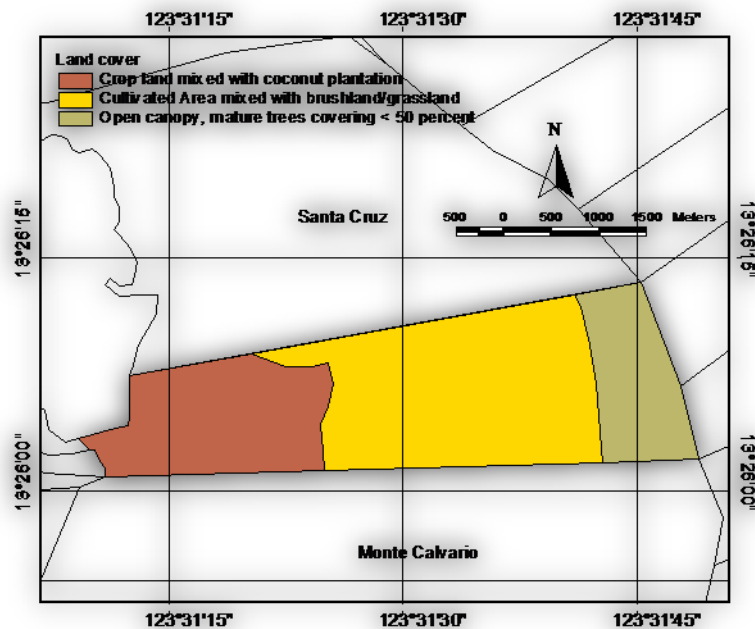 123°31'15" 123°31'30" 123°31'45"
Land cover
Crop land mixed with coconut plantation
Cultivated Area mixed with brushland/grassland
Open canopy, mature trees covering < 50 percent
N
Santa Cruz
500 0 500 1000 1500 Meters
13°26'15" 13°26'15"
13°26'00" 13°26'00"
Monte Calvario
123°31'15" 123°31'30" 123°31'45"